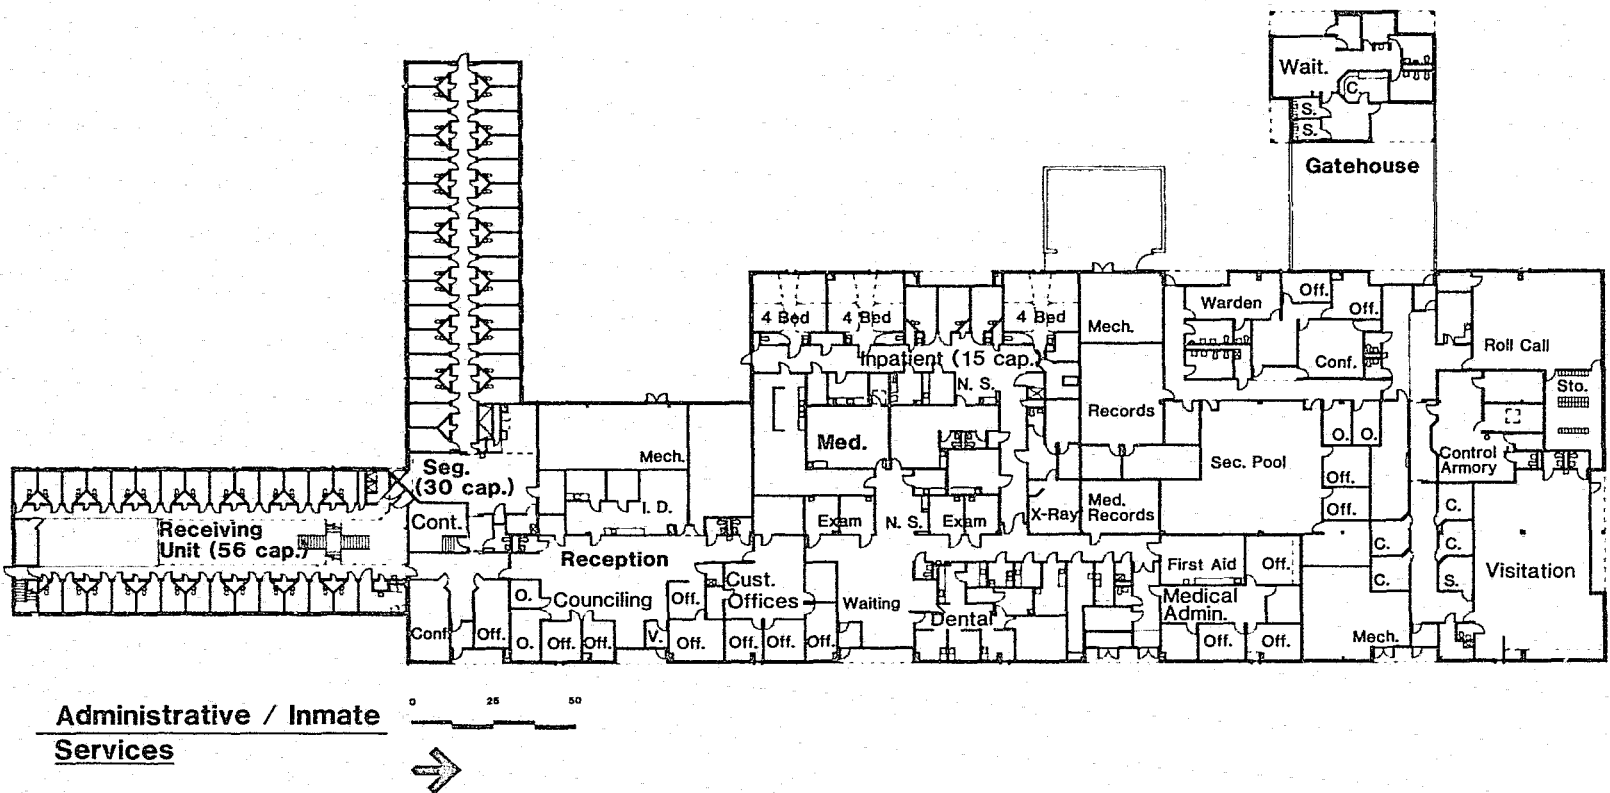 Wait.
C.
S.
S.
Gatehouse
4 Bed
4 Bed
4 Bed
Mech.
Warden
Off.
Off.
Conf.
Roll Call
Inpatient (15 cap.)
N. S.
Records
Sto.
Med.
O.
O.
Mech.
Sec. Pool
Control
Armory
Seg.
(30 cap.)
Off.
Off.
Cont.
I. D.
Exam
N. S.
Exam
X-Ray
Med.
Records
C.
Receiving
Unit (56 cap.)
Reception
C.
C.
First Aid
Off.
C.
S.
Visitation
Cust.
Offices
O.
Counciling
Off.
Waiting
Dental
Medical
Admin.
Conf
Off.
O.
Off.
Off.
V.
Off.
Off.
Off.
Off.
Off.
Off.
Mech.
Administrative / Inmate
Services
0 25 50